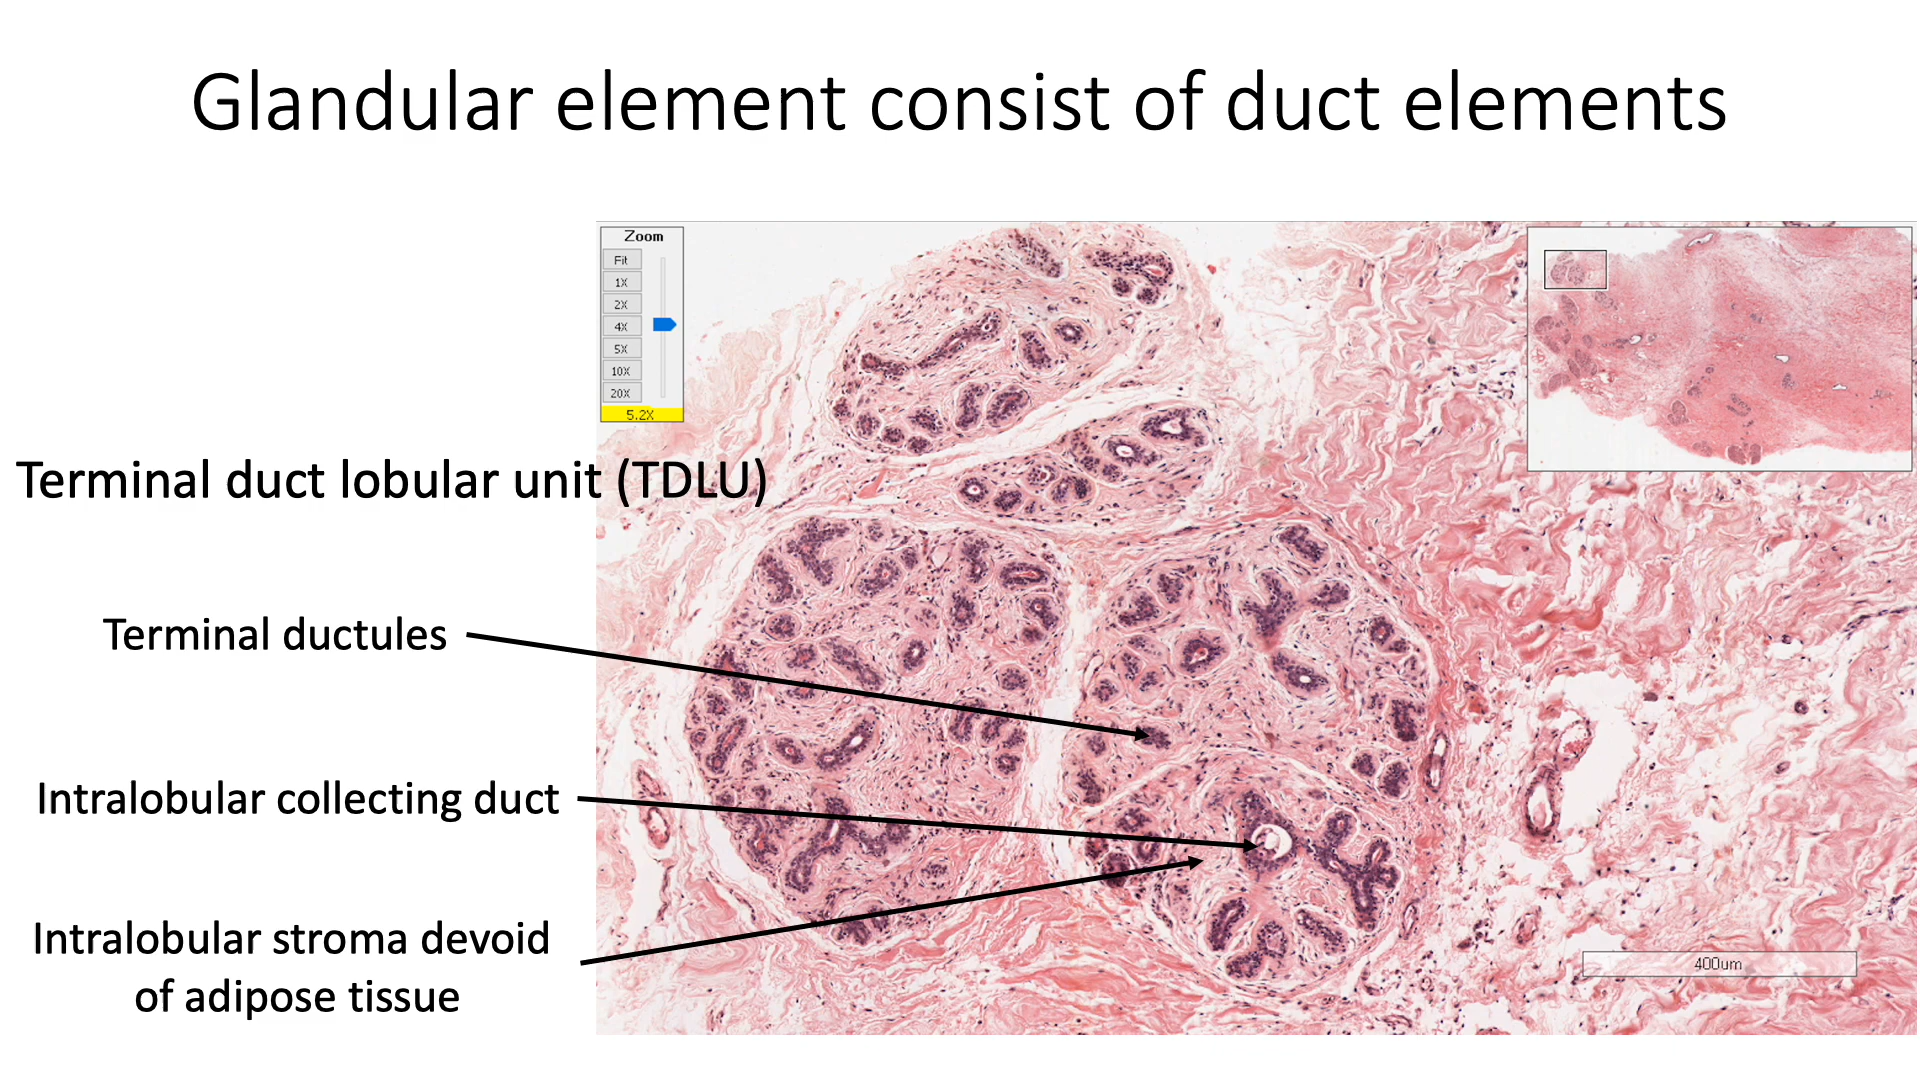 Glandular element consist of duct elements
Zoom
Fit
1X
2X
4X
5X
10X
20X
5.2X
Terminal duct lobular unit (TDLU)
Terminal ductules
Intralobular collecting duct
Intralobular stroma devoid
of adipose tissue
400um